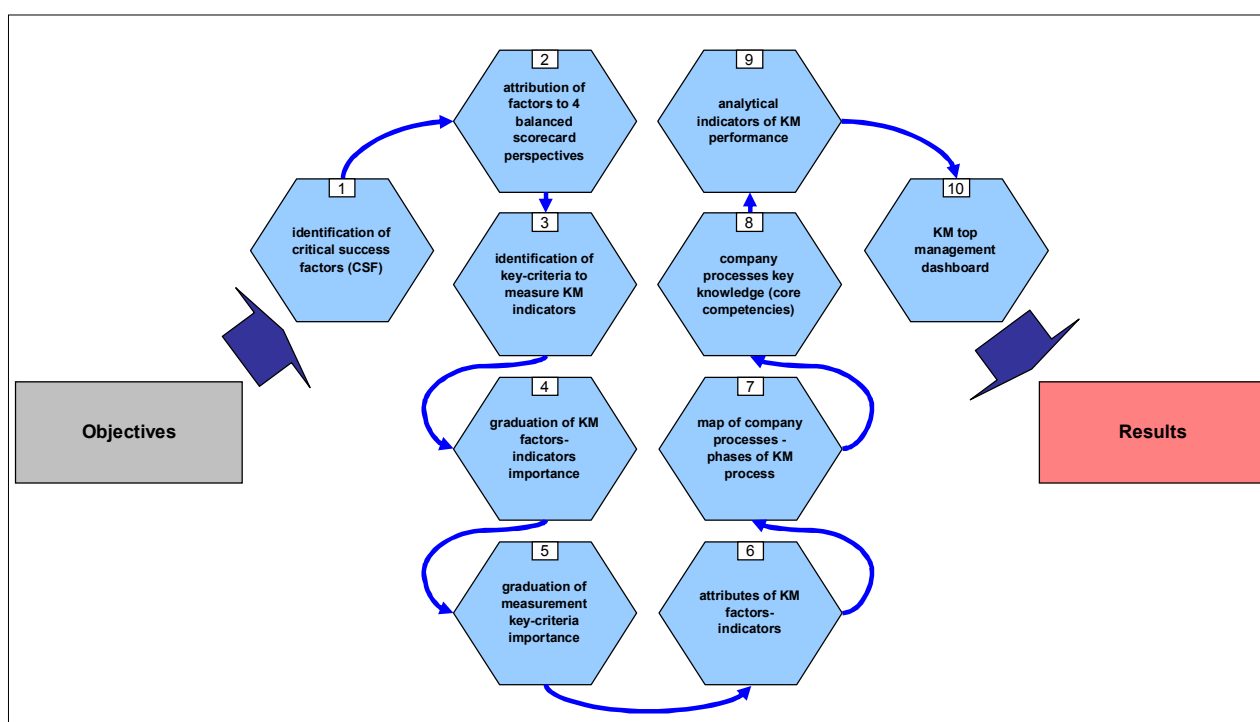 Objectives
1
identification of
critical success
factors (CSF)
2
attribution of
factors to 4
balanced
scorecard
perspectives
3
identification of
key-criteria to
measure KM
indicators
4
graduation of KM
factors-
indicators
importance
5
graduation of
measurement
key-criteria
importance
6
attributes of KM
factors-
indicators
7
map of company
processes -
phases of KM
process
8
company
processes key
knowledge (core
competencies)
9
analytical
indicators of KM
performance
10
KM top
management
dashboard
Results